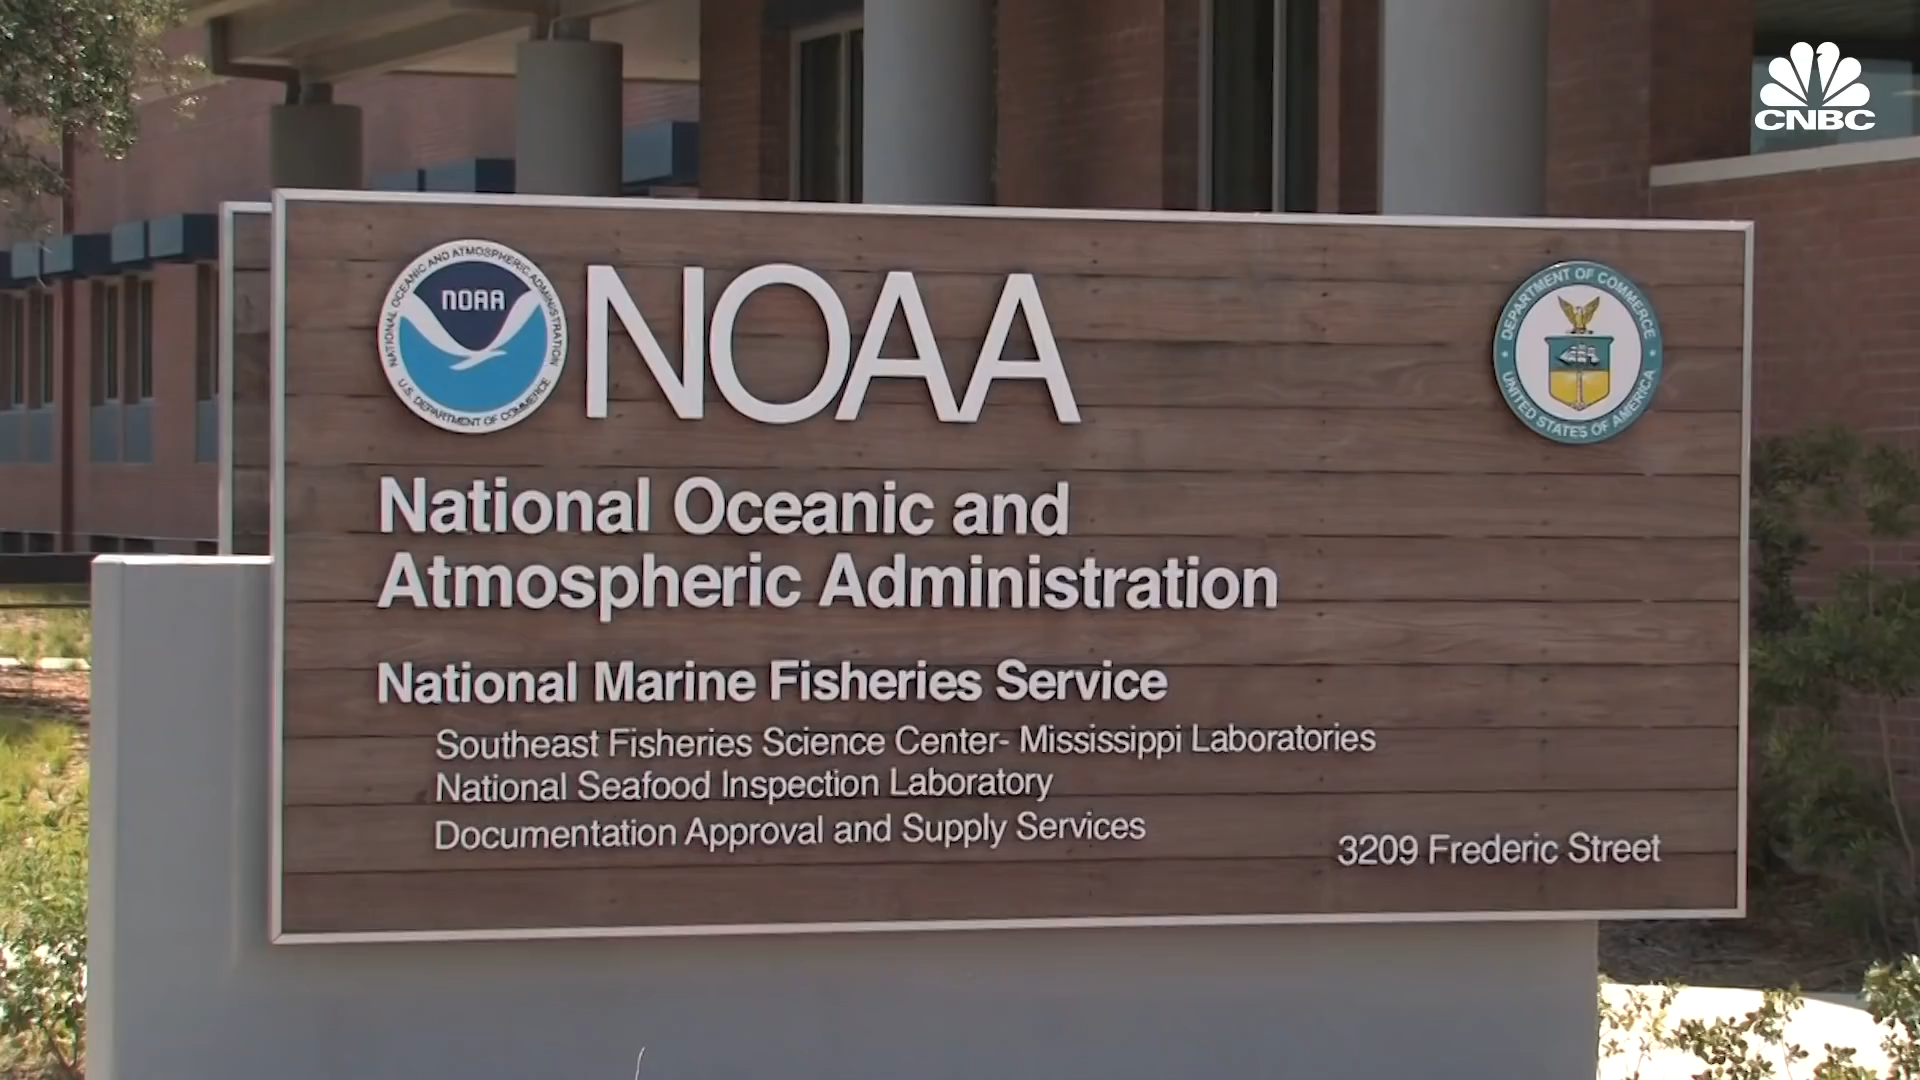 CNBC
NATIONAL OCEANIC AND ATMOSPHERIC ADMINISTRATION
NOAA
U.S. DEPARTMENT OF COMMERCE
NOAA
DEPARTMENT OF COMMERCE
UNITED STATES OF AMERICA
National Oceanic and
Atmospheric Administration
National Marine Fisheries Service
Southeast Fisheries Science Center- Mississippi Laboratories
National Seafood Inspection Laboratory
Documentation Approval and Supply Services
3209 Frederic Street